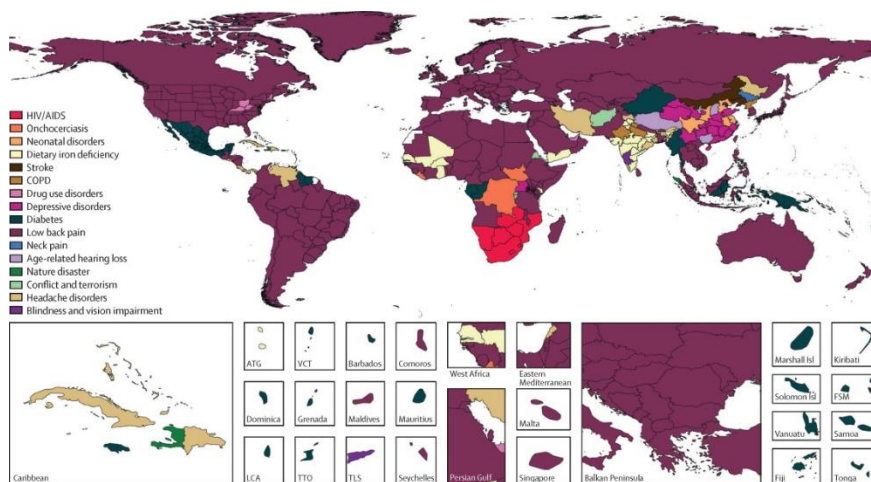 HIV/AIDS
Onchocerciasis
Neonatal disorders
Dietary iron deficiency
Stroke
COPD
Drug use disorders
Depressive disorders
Diabetes
Low back pain
Neck pain
Age-related hearing loss
Nature disaster
Conflict and terrorism
Headache disorders
Blindness and vision impairment
Caribbean
ATG
VCT
Barbados
Comoros
Dominica
Grenada
Maldives
Mauritius
LCA
TTO
TLS
Seychelles
West Africa
Eastern
Mediterranean
Persian Gulf
Malta
Singapore
Balkan Peninsula
Marshall Isl
Kiribati
Solomon Isl
FSM
Vanuatu
Samoa
Fiji
Tonga